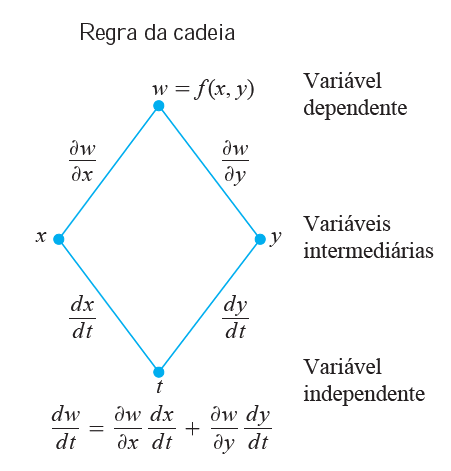 Regra da cadeia
w = f(x, y)
Variável
dependente
∂w/∂x
∂w/∂y
x
y
Variáveis
intermediárias
dx/dt
dy/dt
t
Variável
independente
dw/dt = ∂w/∂x dx/dt + ∂w/∂y dy/dt